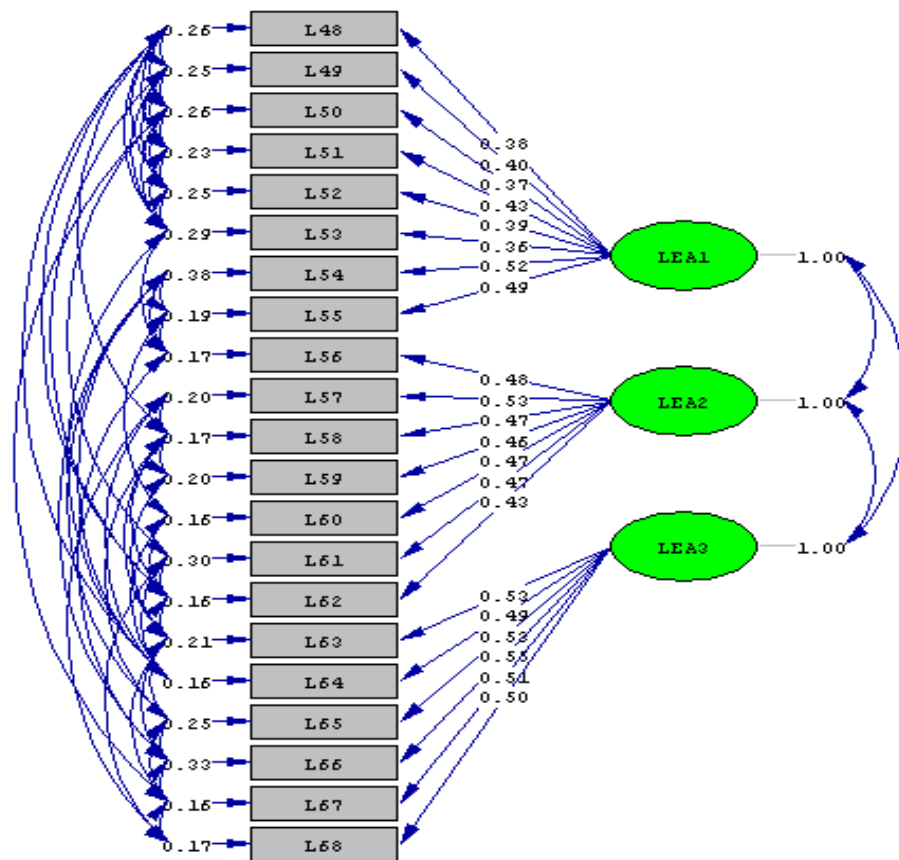 0.26 L48
0.25 L49
0.26 L50
0.23 L51
0.25 L52
0.29 L53
0.38 L54
0.19 L55
0.17 L56
0.20 L57
0.17 L58
0.20 L59
0.16 L60
0.30 L61
0.16 L62
0.21 L63
0.16 L64
0.25 L65
0.33 L66
0.16 L67
0.17 L68
0.38
0.40
0.37
0.43
0.39
0.36
0.52
0.49
0.48
0.53
0.47
0.46
0.47
0.47
0.43
0.53
0.49
0.53
0.55
0.51
0.50
LEA1 1.00
LEA2 1.00
LEA3 1.00